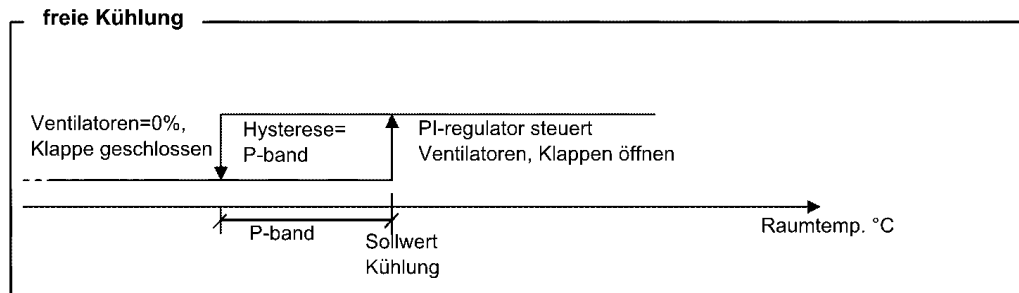 freie Kühlung
Ventilatoren=0%,
Klappe geschlossen
Hysterese=
P-band
PI-regulator steuert
Ventilatoren, Klappen öffnen
P-band
Sollwert
Kühlung
Raumtemp. °C